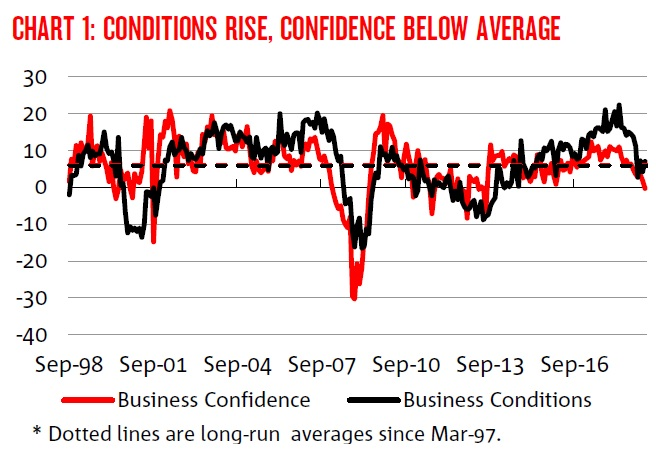 CHART 1: CONDITIONS RISE, CONFIDENCE BELOW AVERAGE
30
20
10
0
-10
-20
-30
-40
Sep-98 Sep-01 Sep-04 Sep-07 Sep-10 Sep-13 Sep-16
Business Confidence Business Conditions
* Dotted lines are long-run averages since Mar-97.